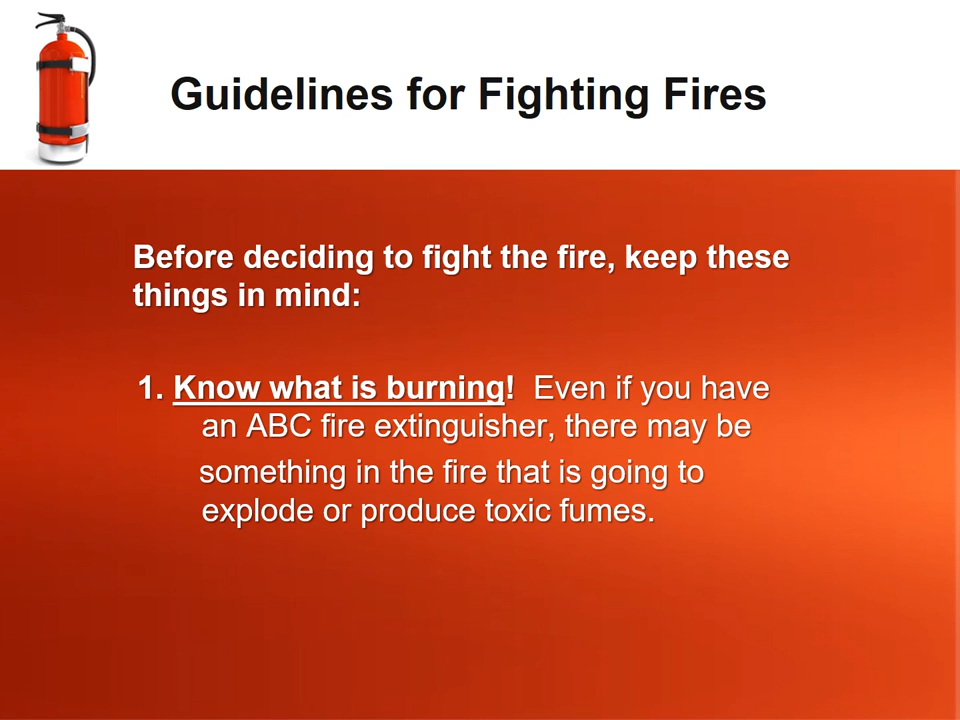 Guidelines for Fighting Fires
Before deciding to fight the fire, keep these
things in mind:
1. Know what is burning!  Even if you have
an ABC fire extinguisher, there may be
something in the fire that is going to
explode or produce toxic fumes.